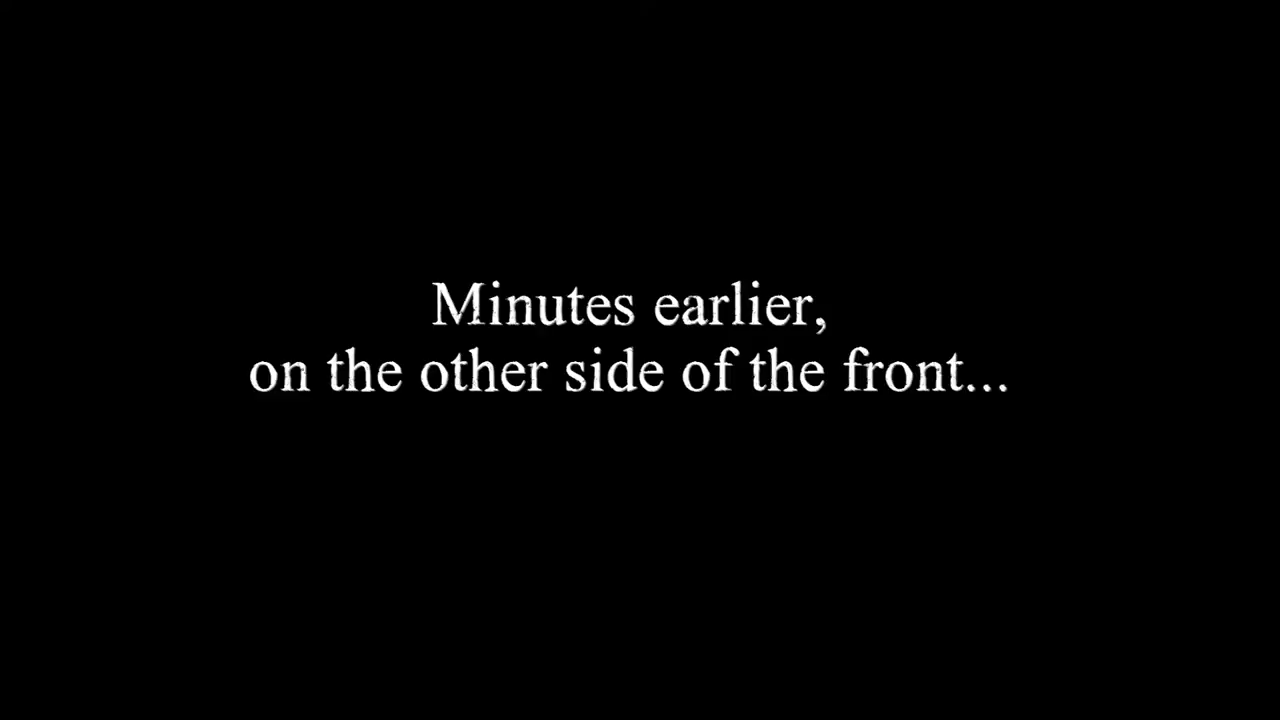 Minutes earlier,
on the other side of the front...